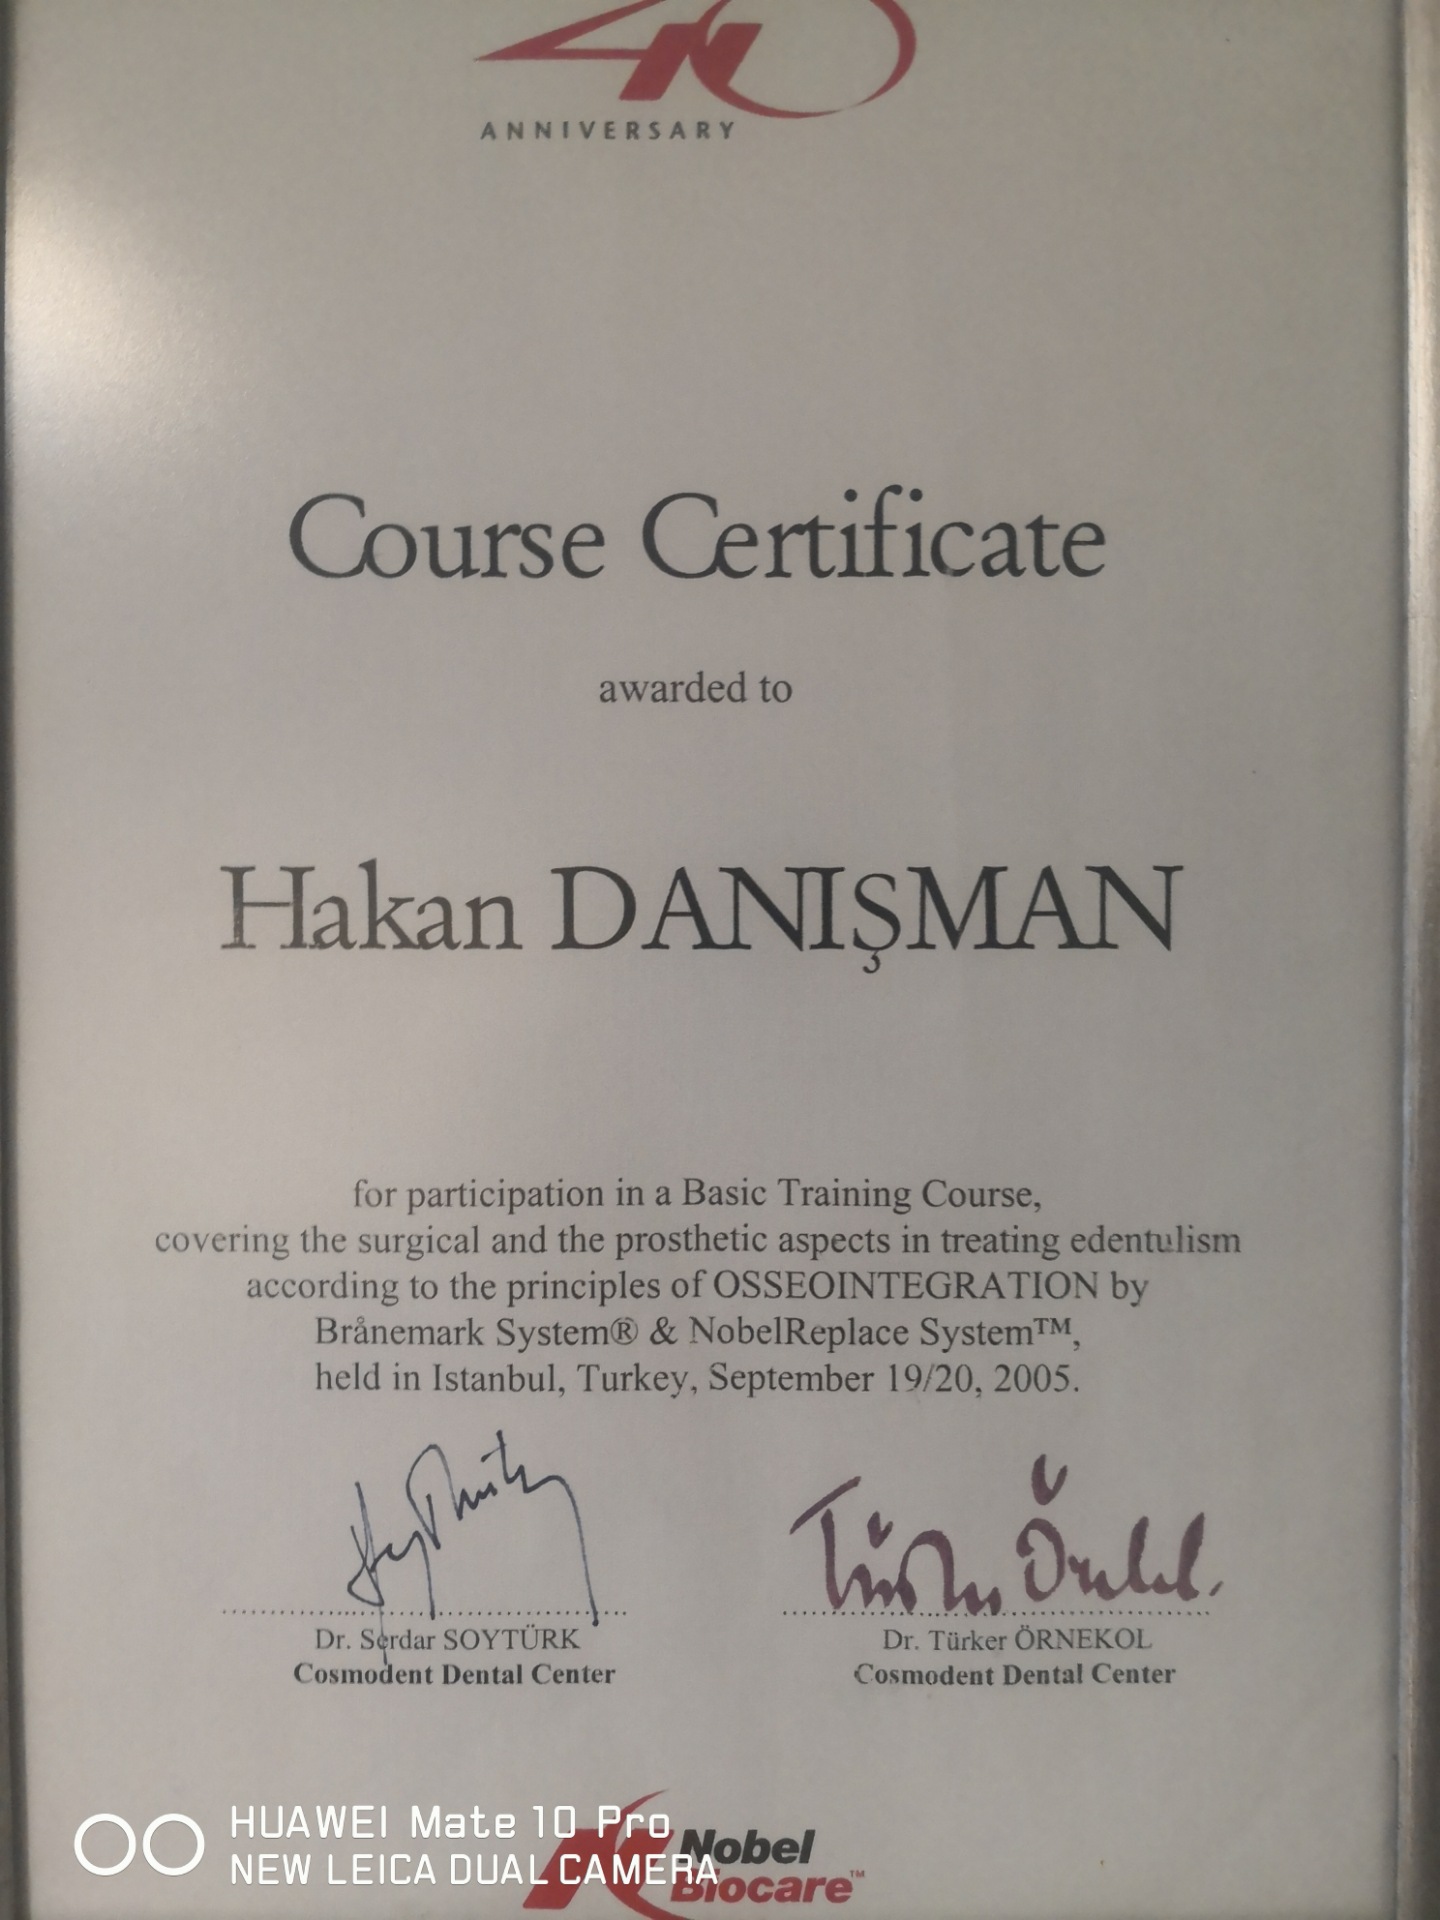 40
ANNIVERSARY
Course Certificate
awarded to
Hakan DANIŞMAN
for participation in a Basic Training Course,
covering the surgical and the prosthetic aspects in treating edentulism
according to the principles of OSSEOINTEGRATION by
Brånemark System® & NobelReplace System™,
held in Istanbul, Turkey, September 19/20, 2005.
Dr. Serdar SOYTÜRK
Cosmodent Dental Center
Dr. Türker ÖRNEKOL
Cosmodent Dental Center
HUAWEI Mate 10 Pro
NEW LEICA DUAL CAMERA
Nobel
Biocare™